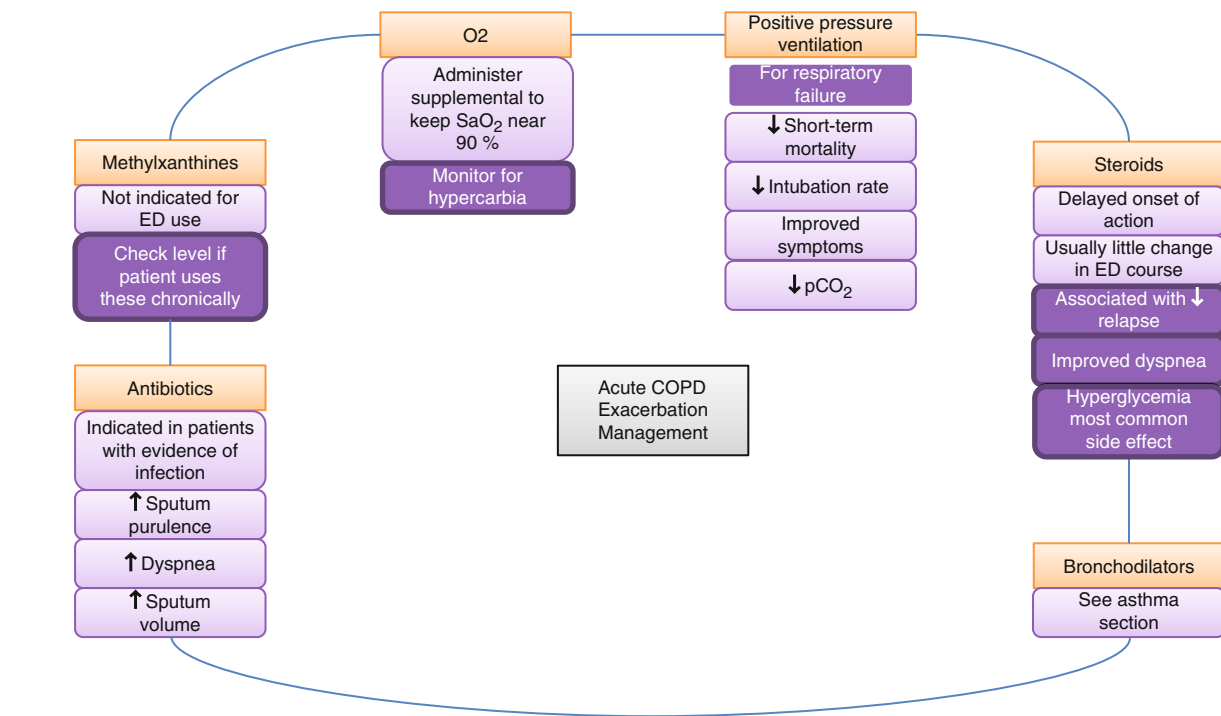 O2
Administer
supplemental to
keep SaO₂ near
90 %
Monitor for
hypercarbia
Positive pressure
ventilation
For respiratory
failure
↓ Short-term
mortality
↓ Intubation rate
Improved
symptoms
↓ pCO₂
Methylxanthines
Not indicated for
ED use
Check level if
patient uses
these chronically
Steroids
Delayed onset of
action
Usually little change
in ED course
Associated with ↓
relapse
Improved dyspnea
Hyperglycemia
most common
side effect
Antibiotics
Indicated in patients
with evidence of
infection
↑ Sputum
purulence
↑ Dyspnea
↑ Sputum
volume
Acute COPD
Exacerbation
Management
Bronchodilators
See asthma
section